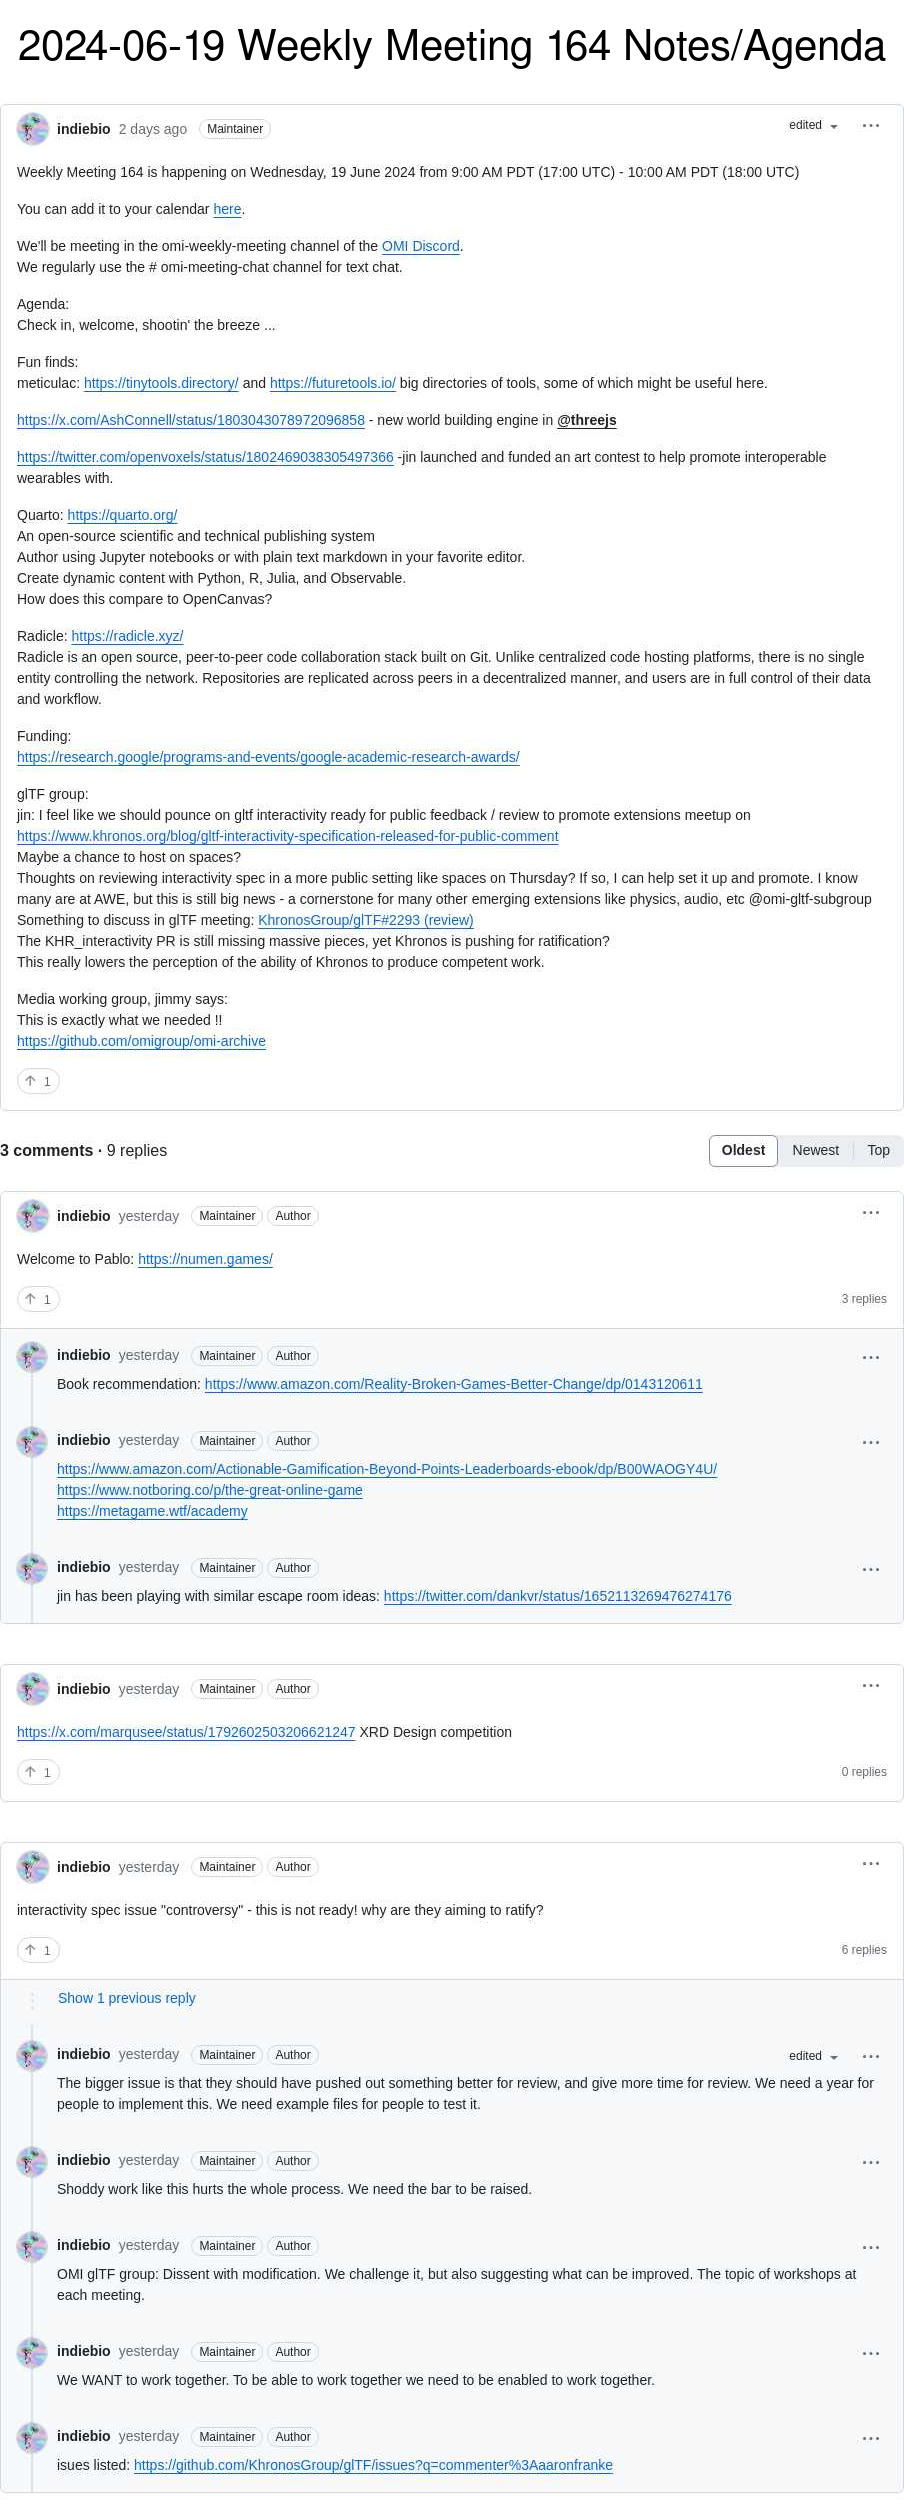 2024-06-19 Weekly Meeting 164 Notes/Agenda
indiebio 2 days ago Maintainer edited
Weekly Meeting 164 is happening on Wednesday, 19 June 2024 from 9:00 AM PDT (17:00 UTC) - 10:00 AM PDT (18:00 UTC)
You can add it to your calendar here.
We'll be meeting in the omi-weekly-meeting channel of the OMI Discord.
We regularly use the # omi-meeting-chat channel for text chat.
Agenda:
Check in, welcome, shootin' the breeze ...
Fun finds:
meticulac: https://tinytools.directory/ and https://futuretools.io/ big directories of tools, some of which might be useful here.
https://x.com/AshConnell/status/1803043078972096858 - new world building engine in @threejs
https://twitter.com/openvoxels/status/1802469038305497366 -jin launched and funded an art contest to help promote interoperable
wearables with.
Quarto: https://quarto.org/
An open-source scientific and technical publishing system
Author using Jupyter notebooks or with plain text markdown in your favorite editor.
Create dynamic content with Python, R, Julia, and Observable.
How does this compare to OpenCanvas?
Radicle: https://radicle.xyz/
Radicle is an open source, peer-to-peer code collaboration stack built on Git. Unlike centralized code hosting platforms, there is no single
entity controlling the network. Repositories are replicated across peers in a decentralized manner, and users are in full control of their data
and workflow.
Funding:
https://research.google/programs-and-events/google-academic-research-awards/
glTF group:
jin: I feel like we should pounce on gltf interactivity ready for public feedback / review to promote extensions meetup on
https://www.khronos.org/blog/gltf-interactivity-specification-released-for-public-comment
Maybe a chance to host on spaces?
Thoughts on reviewing interactivity spec in a more public setting like spaces on Thursday? If so, I can help set it up and promote. I know
many are at AWE, but this is still big news - a cornerstone for many other emerging extensions like physics, audio, etc @omi-gltf-subgroup
Something to discuss in glTF meeting: KhronosGroup/glTF#2293 (review)
The KHR_interactivity PR is still missing massive pieces, yet Khronos is pushing for ratification?
This really lowers the perception of the ability of Khronos to produce competent work.
Media working group, jimmy says:
This is exactly what we needed !!
https://github.com/omigroup/omi-archive
↑ 1
3 comments · 9 replies Oldest Newest Top
indiebio yesterday Maintainer Author
Welcome to Pablo: https://numen.games/
↑ 1 3 replies
indiebio yesterday Maintainer Author
Book recommendation: https://www.amazon.com/Reality-Broken-Games-Better-Change/dp/0143120611
indiebio yesterday Maintainer Author
https://www.amazon.com/Actionable-Gamification-Beyond-Points-Leaderboards-ebook/dp/B00WAOGY4U/
https://www.notboring.co/p/the-great-online-game
https://metagame.wtf/academy
indiebio yesterday Maintainer Author
jin has been playing with similar escape room ideas: https://twitter.com/dankvr/status/1652113269476274176
indiebio yesterday Maintainer Author
https://x.com/marqusee/status/1792602503206621247 XRD Design competition
↑ 1 0 replies
indiebio yesterday Maintainer Author
interactivity spec issue "controversy" - this is not ready! why are they aiming to ratify?
↑ 1 6 replies
Show 1 previous reply
indiebio yesterday Maintainer Author edited
The bigger issue is that they should have pushed out something better for review, and give more time for review. We need a year for
people to implement this. We need example files for people to test it.
indiebio yesterday Maintainer Author
Shoddy work like this hurts the whole process. We need the bar to be raised.
indiebio yesterday Maintainer Author
OMI glTF group: Dissent with modification. We challenge it, but also suggesting what can be improved. The topic of workshops at
each meeting.
indiebio yesterday Maintainer Author
We WANT to work together. To be able to work together we need to be enabled to work together.
indiebio yesterday Maintainer Author
isues listed: https://github.com/KhronosGroup/glTF/issues?q=commenter%3Aaaronfranke